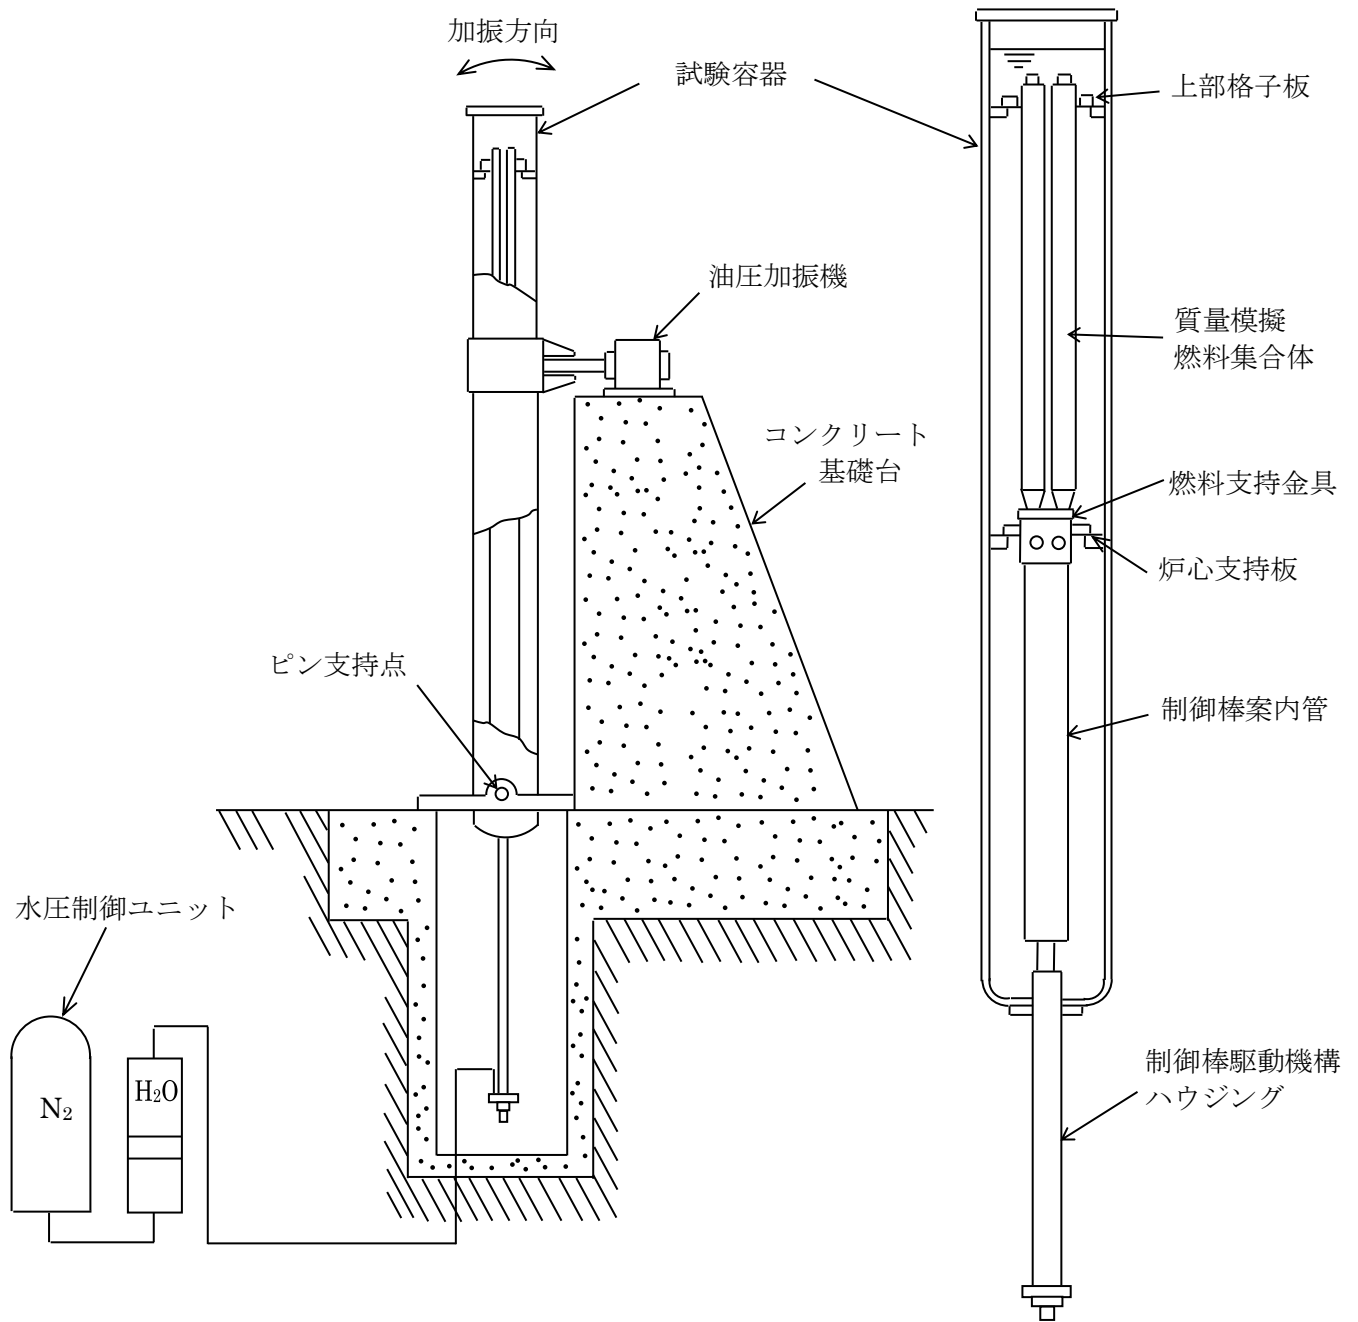 加振方向
試験容器
上部格子板
油圧加振機
質量模擬
燃料集合体
コンクリート
基礎台
燃料支持金具
炉心支持板
ピン支持点
制御棒案内管
水圧制御ユニット
N₂
H₂O
制御棒駆動機構
ハウジング